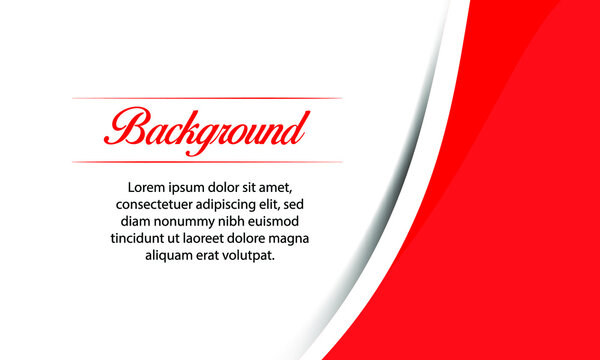 Background
Lorem ipsum dolor sit amet,
consectetuer adipiscing elit, sed
diam nonummy nibh euismod
tincidunt ut laoreet dolore magna
aliquam erat volutpat.